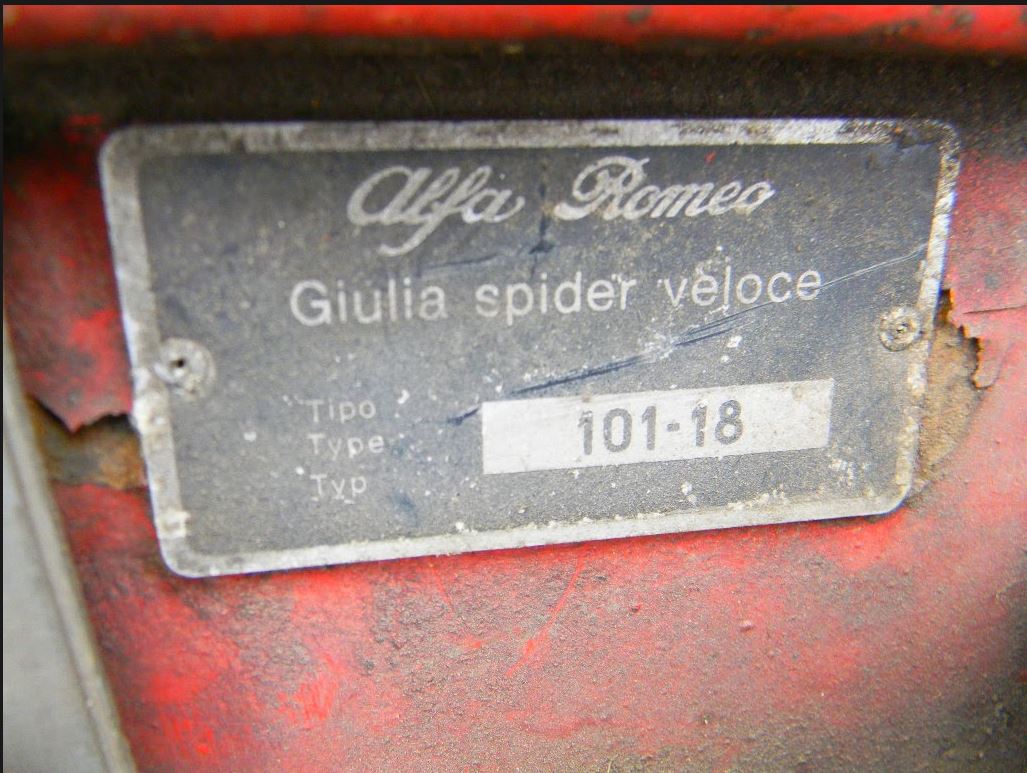 Alfa Romeo
Giulia spider veloce
Tipo
Type 101-18
Typ